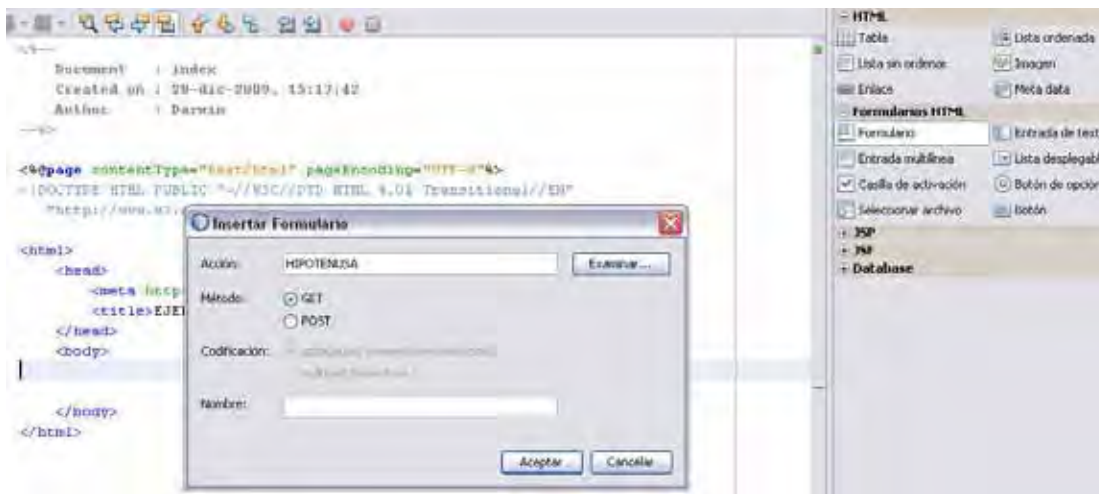 <%--
Document : index
Created on : 20-dic-2009, 15:17:42
Author : Darwin
--%>
<%@page contentType="text/html" pageEncoding="UTF-8"%>
<!DOCTYPE HTML PUBLIC "-//W3C//DTD HTML 4.01 Transitional//EN"
"http://www.w3.
<html>
<head>
<meta http
<title>EJE
</head>
<body>
</body>
</html>
Insertar Formulario
Acción: HIPOTENUSA Examinar...
Método: GET
POST
Codificación:
Nombre:
Aceptar Cancelar
HTML
Tabla Lista ordenada
Lista sin ordenar Imagen
Enlace Meta data
Formularios HTML
Formulario Entrada de text
Entrada multilínea Lista desplegabl
Casilla de activación Botón de opción
Seleccionar archivo Botón
JSP
JSF
Database